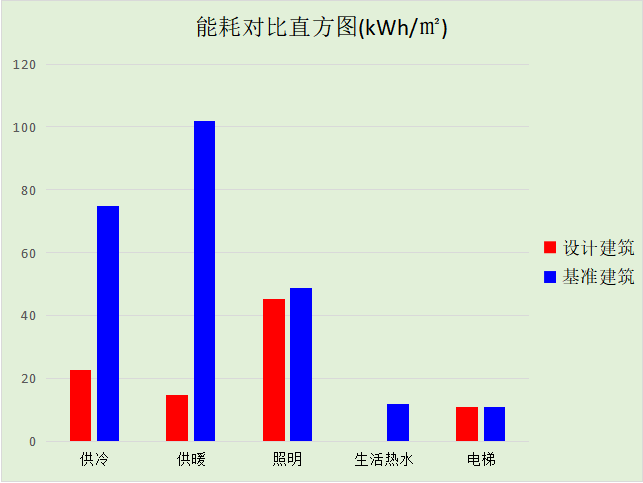 能耗对比直方图(kWh/㎡)
120
100
80
60
40
20
0
供冷
供暖
照明
生活热水
电梯
设计建筑
基准建筑